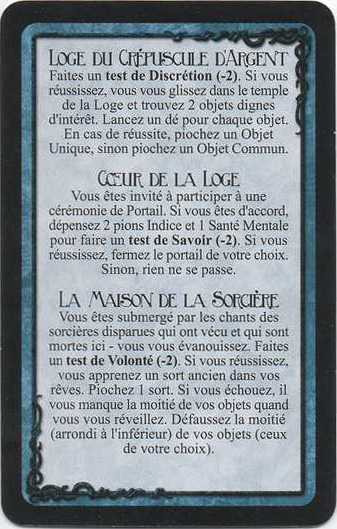 Loge du Crépuscule d'Argent
Faites un test de Discrétion (-2). Si vous
réussissez, vous vous glissez dans le temple
de la Loge et trouvez 2 objets dignes
d'intérêt. Lancez un dé pour chaque objet.
En cas de réussite, piochez un Objet
Unique, sinon piochez un Objet Commun.
Cœur de la Loge
Vous êtes invité à participer à une
cérémonie de Portail. Si vous êtes d'accord,
dépensez 2 pions Indice et 1 Santé Mentale
pour faire un test de Savoir (-2). Si vous
réussissez, fermez le portail de votre choix.
Sinon, rien ne se passe.
La Maison de la Sorcière
Vous êtes submergé par les chants des
sorcières disparues qui ont vécu et qui sont
mortes ici - vous vous évanouissez. Faites
un test de Volonté (-2). Si vous réussissez,
vous apprenez un sort ancien dans vos
rêves. Piochez 1 sort. Si vous échouez, il
vous manque la moitié de vos objets quand
vous vous réveillez. Défaussez la moitié
(arrondi à l'inférieur) de vos objets (ceux
de votre choix).